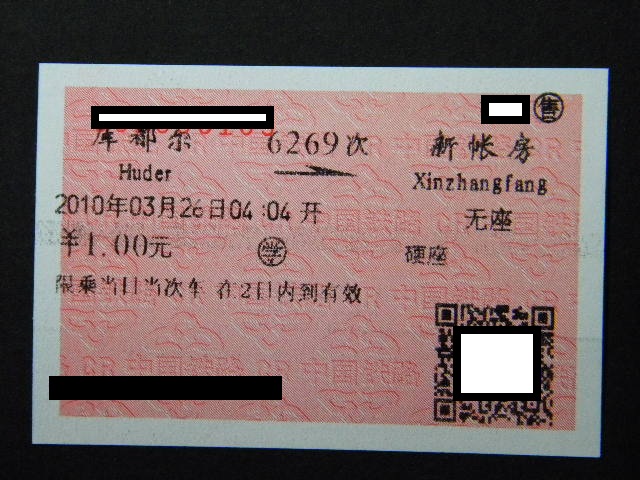 售
库都尔 6269次 新帐房
Huder Xinzhangfang
2010年03月26日04:04开 无座
￥1.00元 学 硬座
限乘当日当次车 在2日内到有效